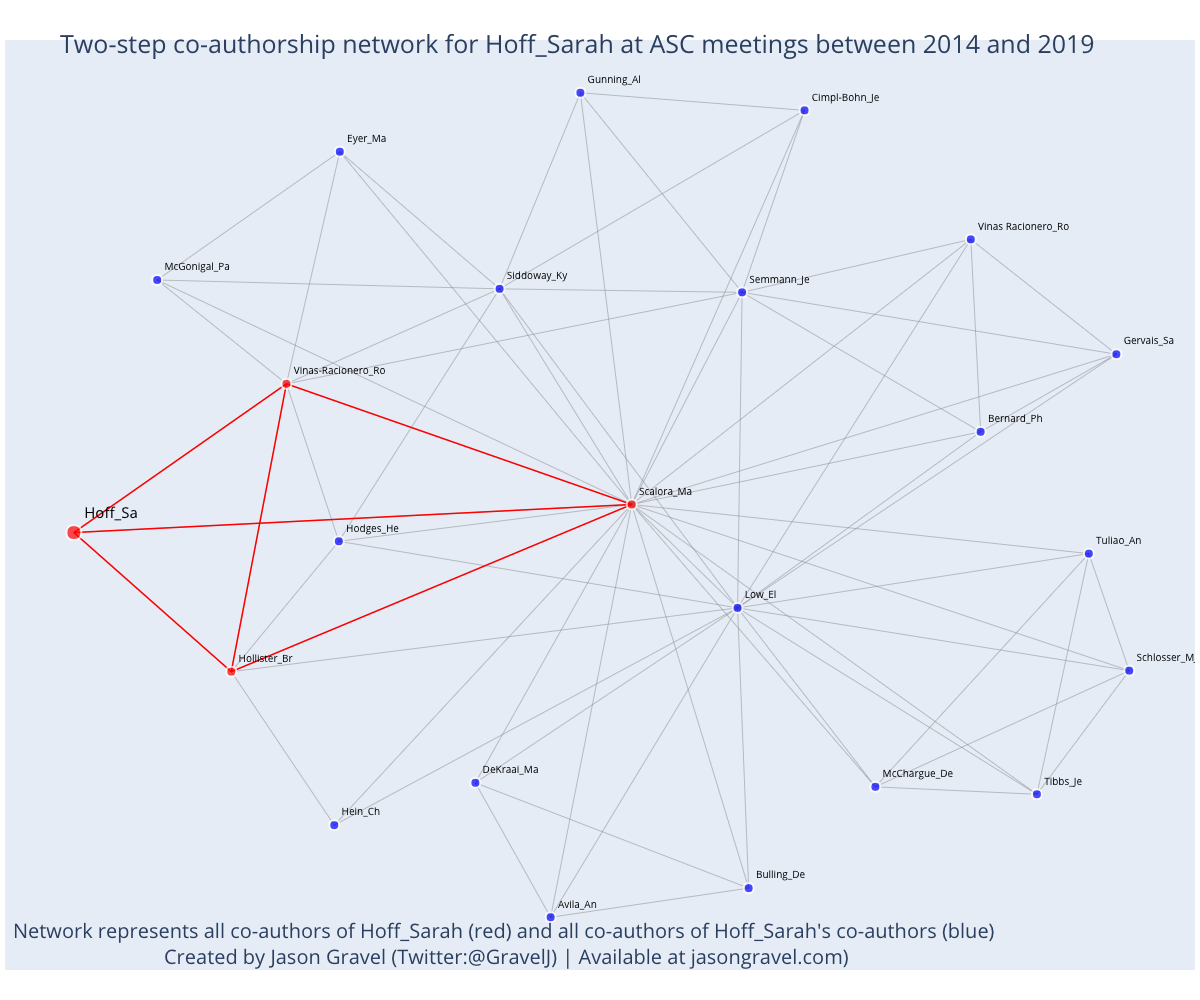 Two-step co-authorship network for Hoff_Sarah at ASC meetings between 2014 and 2019
Gunning_Al
Cimpl-Bohn_Je
Eyer_Ma
Vinas Racionero_Ro
McGonigal_Pa
Siddoway_Ky
Semmann_Je
Gervais_Sa
Vinas-Racionero_Ro
Bernard_Ph
Scalora_Ma
Hoff_Sa
Hodges_He
Tuliao_An
Low_El
Hollister_Br
Schlosser_M
DeKraai_Ma
McChargue_De
Tibbs_Je
Hein_Ch
Bulling_De
Avila_An
Network represents all co-authors of Hoff_Sarah (red) and all co-authors of Hoff_Sarah's co-authors (blue)
Created by Jason Gravel (Twitter:@GravelJ) | Available at jasongravel.com)